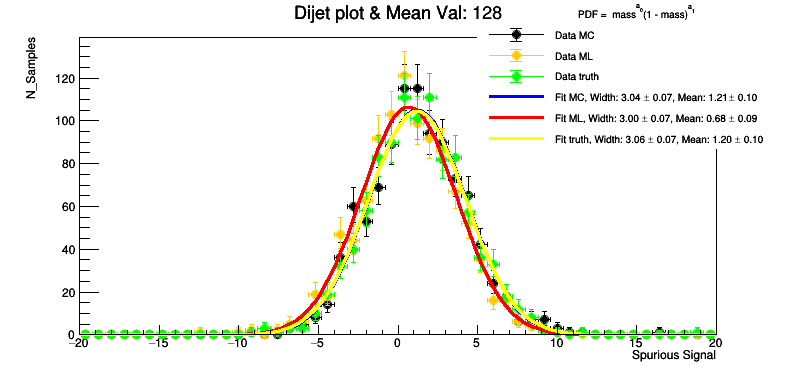 Dijet plot & Mean Val: 128
PDF = mass^a_0 (1 - mass)^a_1
Data MC
Data ML
Data truth
Fit MC, Width: 3.04 ± 0.07, Mean: 1.21 ± 0.10
Fit ML, Width: 3.00 ± 0.07, Mean: 0.68 ± 0.09
Fit truth, Width: 3.06 ± 0.07, Mean: 1.20 ± 0.10
N_Samples
120
100
80
60
40
20
0
−20 −15 −10 −5 0 5 10 15 20
Spurious Signal